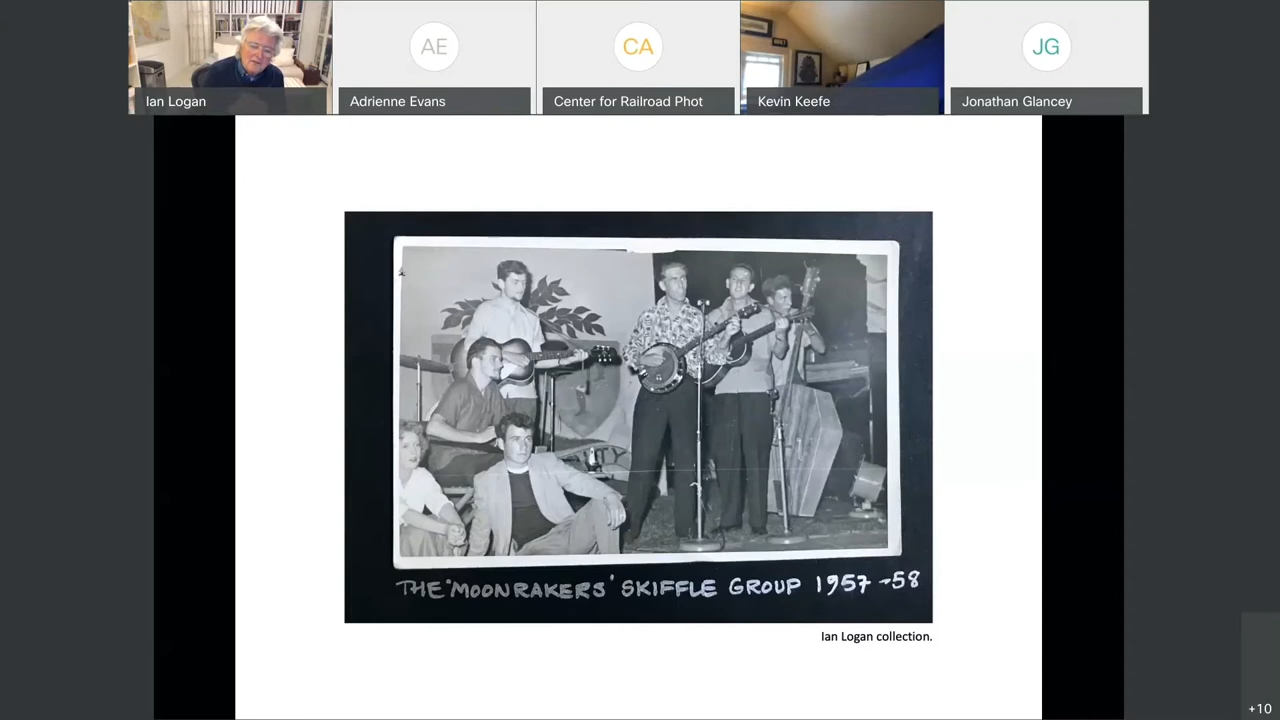 AE
CA
JG
Ian Logan
Adrienne Evans
Center for Railroad Phot
Kevin Keefe
Jonathan Glancey
THE 'MOONRAKERS' SKIFFLE GROUP 1957-58
Ian Logan collection.
+10